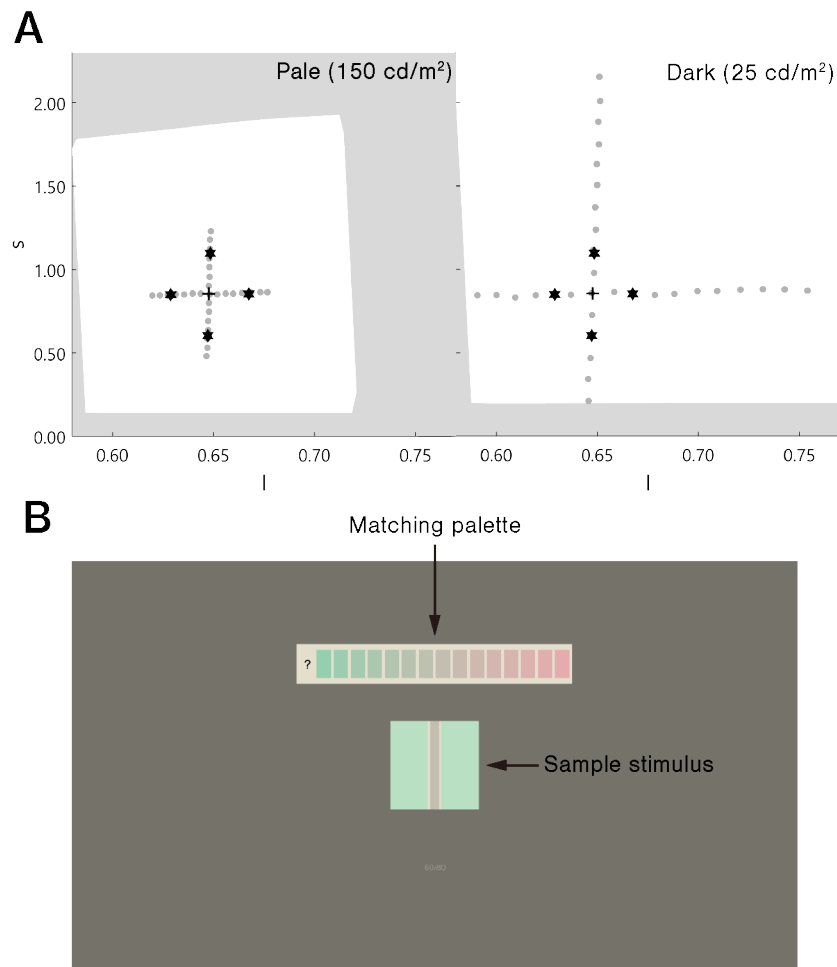 A
Pale (150 cd/m²)
Dark (25 cd/m²)
2.00
1.50
1.00
0.50
0.00
s
0.60 0.65 0.70 0.75 0.60 0.65 0.70 0.75
l l
B
Matching palette
?
Sample stimulus
60/80